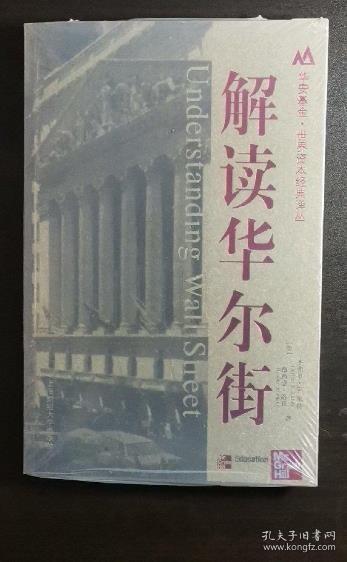 华安基金·世界资本经典译丛
解读华尔街
Understanding Wall Street
Education
Mc
Graw
Hill
孔夫子旧书网
www.kongfz.com